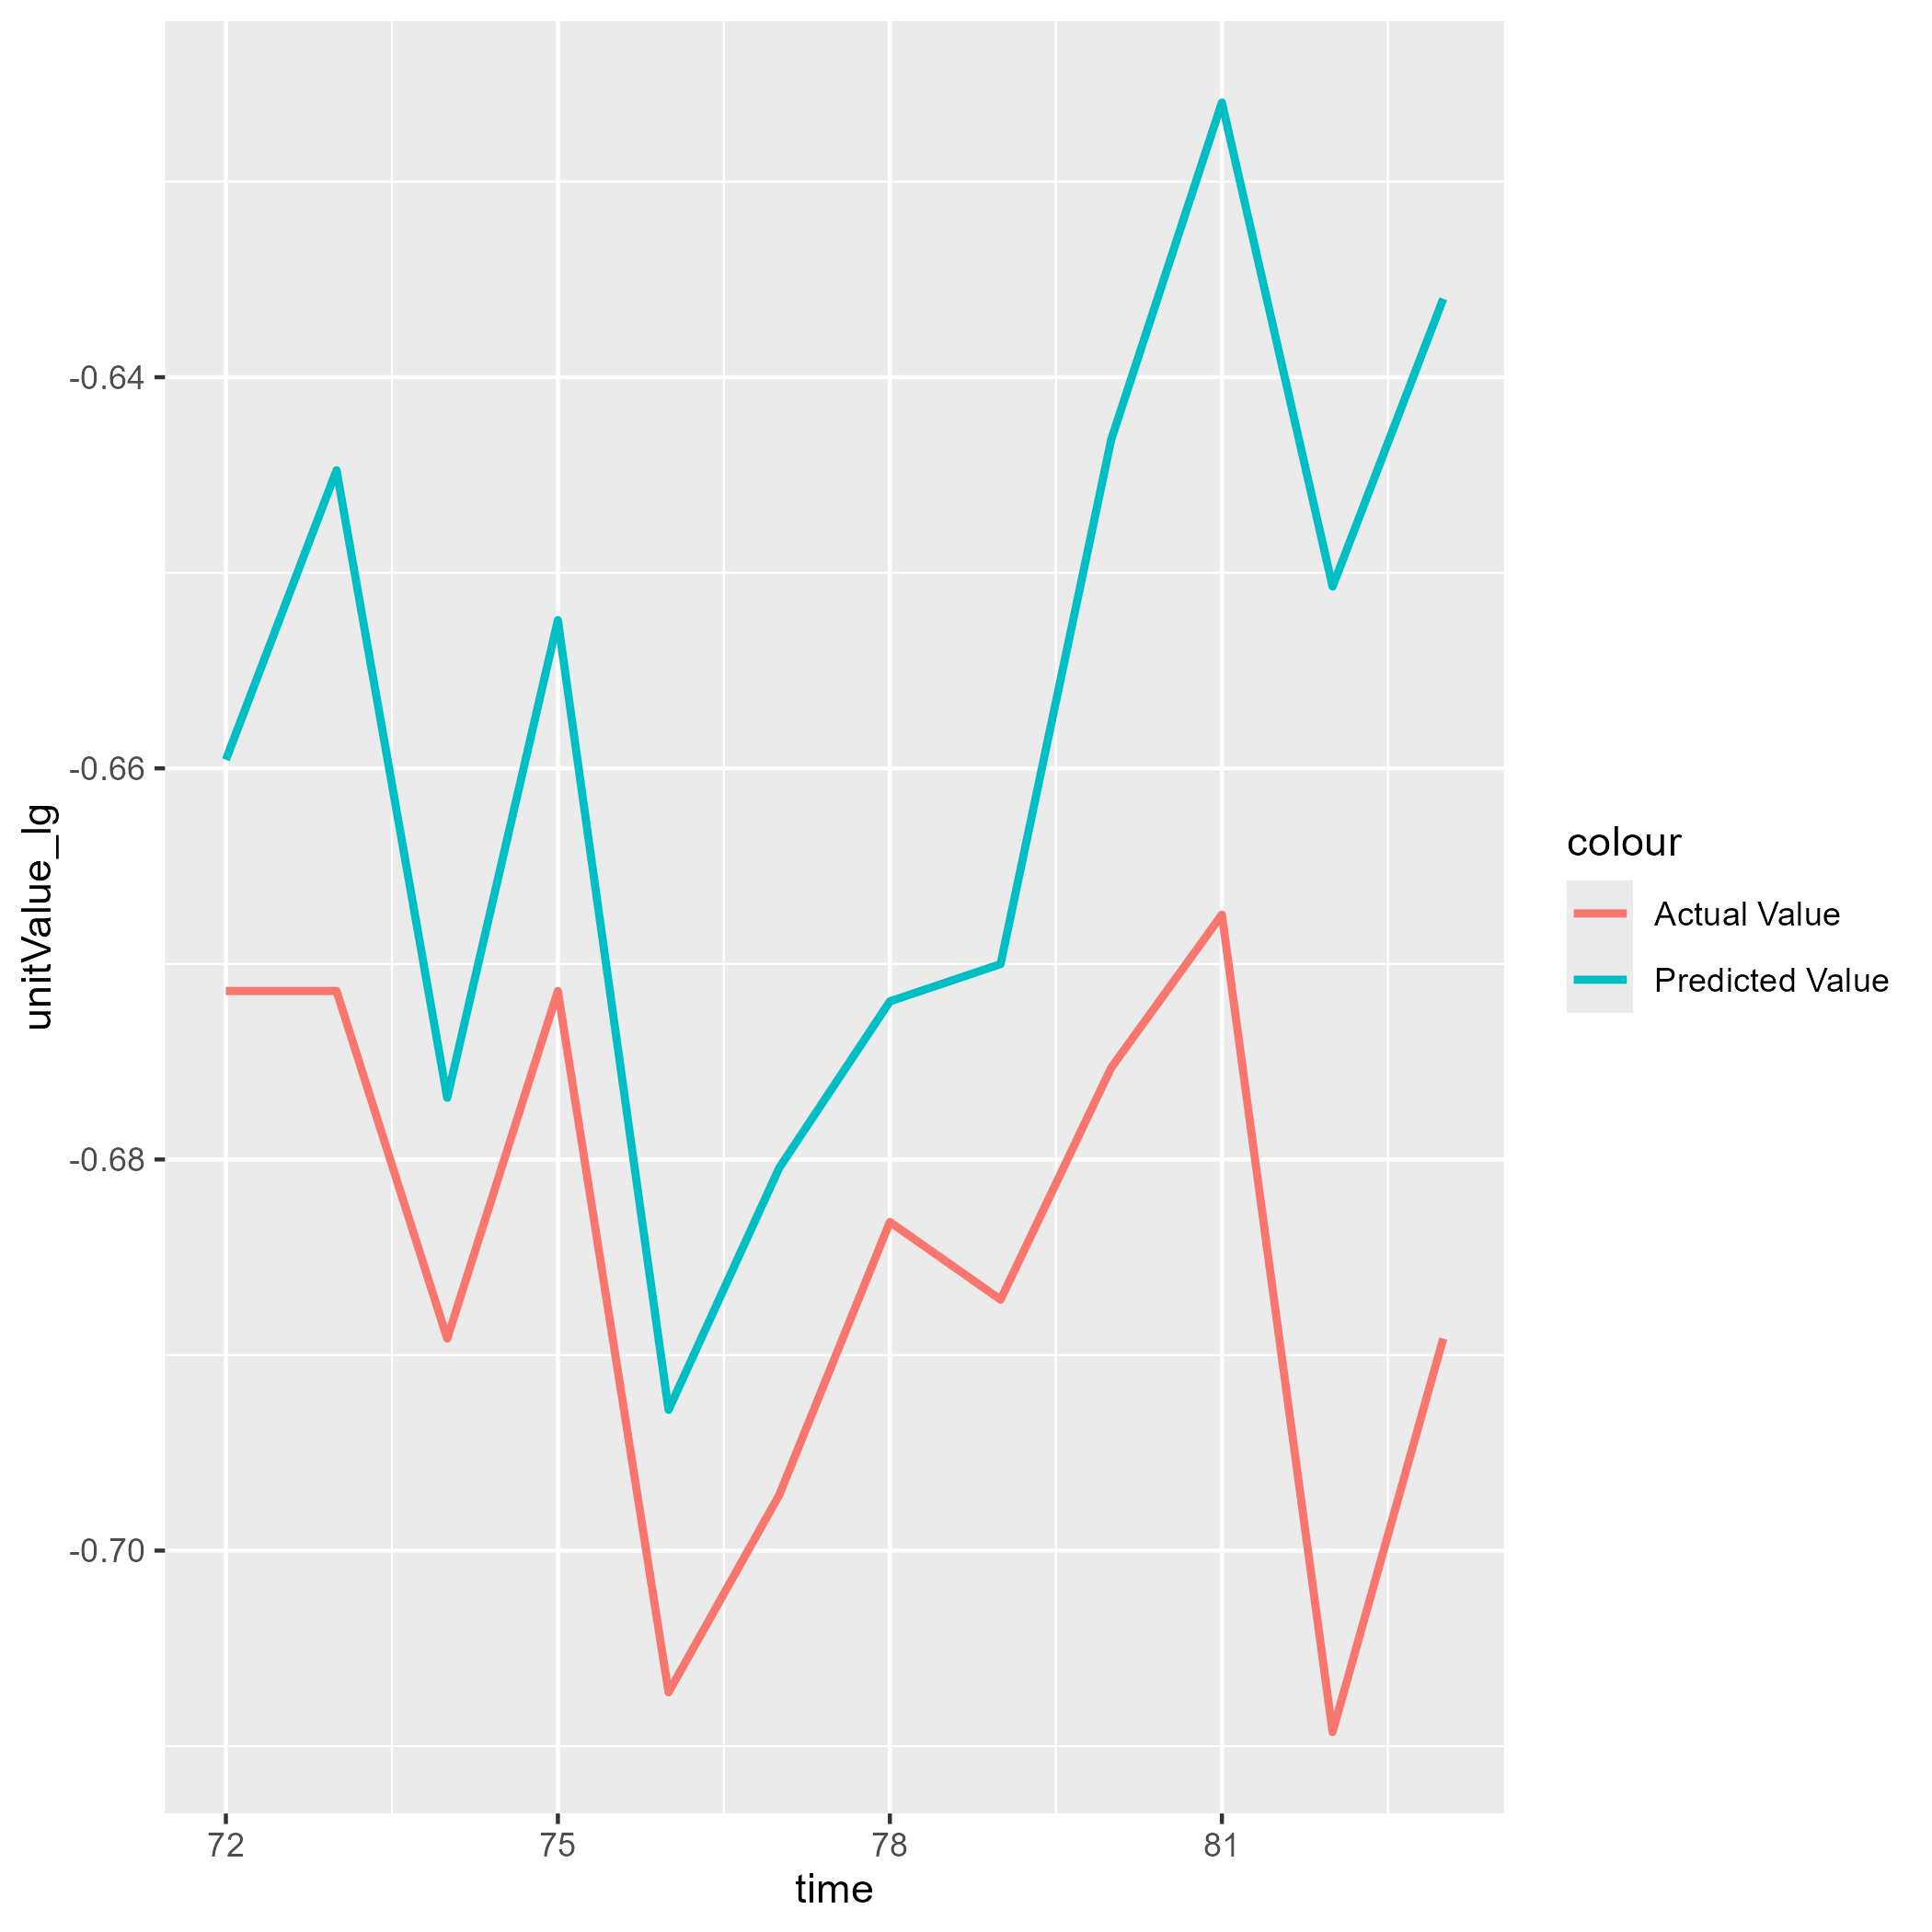 -0.64
-0.66
-0.68
-0.70
unitValue_lg
72 75 78 81
time
colour
Actual Value
Predicted Value